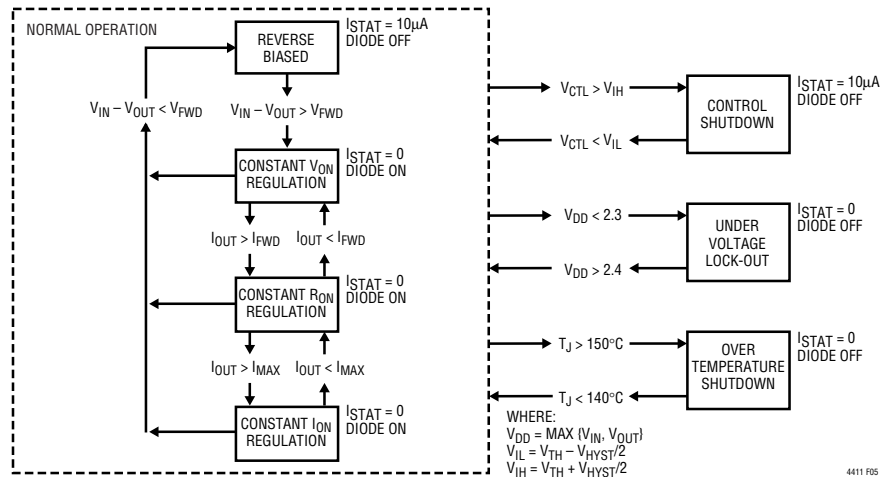 NORMAL OPERATION
REVERSE
BIASED
ISTAT = 10µA
DIODE OFF
VIN – VOUT < VFWD
VIN – VOUT > VFWD
CONSTANT VON
REGULATION
ISTAT = 0
DIODE ON
IOUT > IFWD
IOUT < IFWD
CONSTANT RON
REGULATION
ISTAT = 0
DIODE ON
IOUT > IMAX
IOUT < IMAX
CONSTANT ION
REGULATION
ISTAT = 0
DIODE ON
VCTL > VIH
VCTL < VIL
CONTROL
SHUTDOWN
ISTAT = 10µA
DIODE OFF
VDD < 2.3
VDD > 2.4
UNDER
VOLTAGE
LOCK-OUT
ISTAT = 0
DIODE OFF
TJ > 150°C
TJ < 140°C
OVER
TEMPERATURE
SHUTDOWN
ISTAT = 0
DIODE OFF
WHERE:
VDD = MAX {VIN, VOUT}
VIL = VTH – VHYST/2
VIH = VTH + VHYST/2
4411 F05